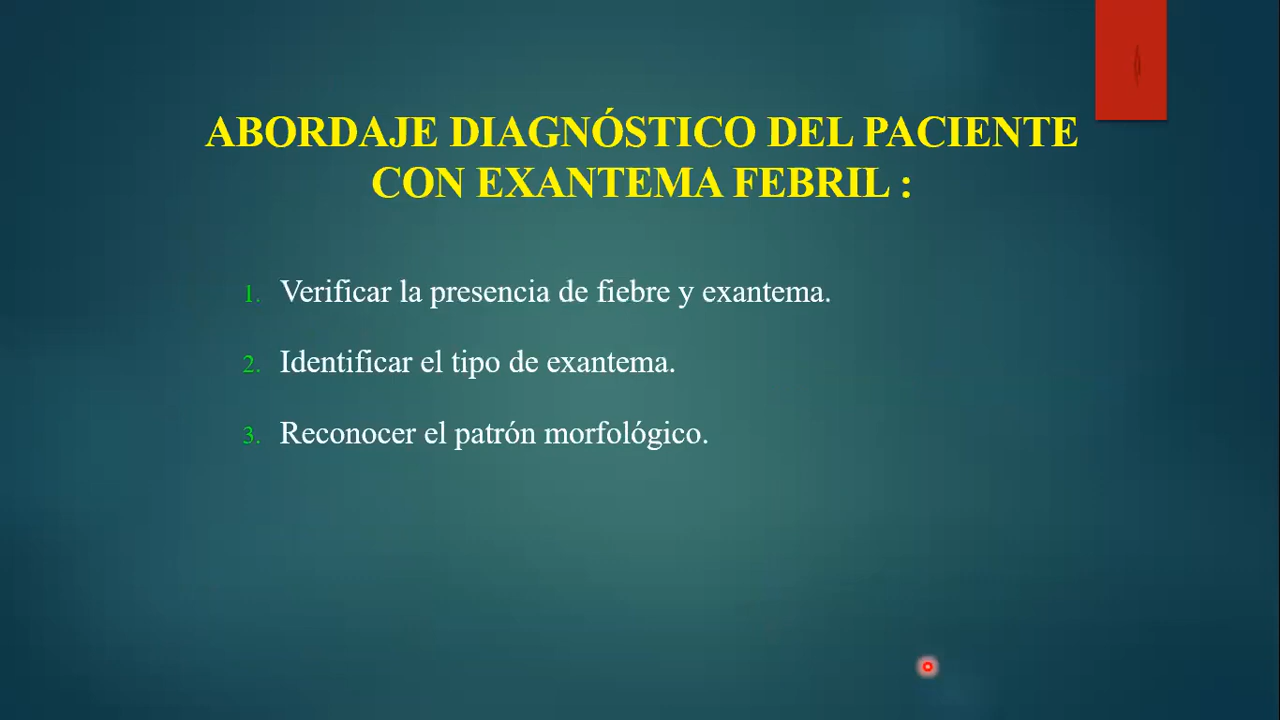 ABORDAJE DIAGNÓSTICO DEL PACIENTE
CON EXANTEMA FEBRIL :
1. Verificar la presencia de fiebre y exantema.
2. Identificar el tipo de exantema.
3. Reconocer el patrón morfológico.